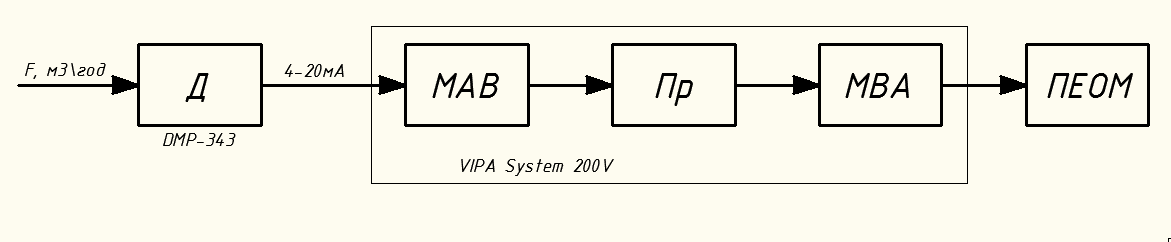 F, м3\год
4-20мА
Д
МАВ
Пр
МВА
ПЕОМ
DMP-343
VIPA System 200V